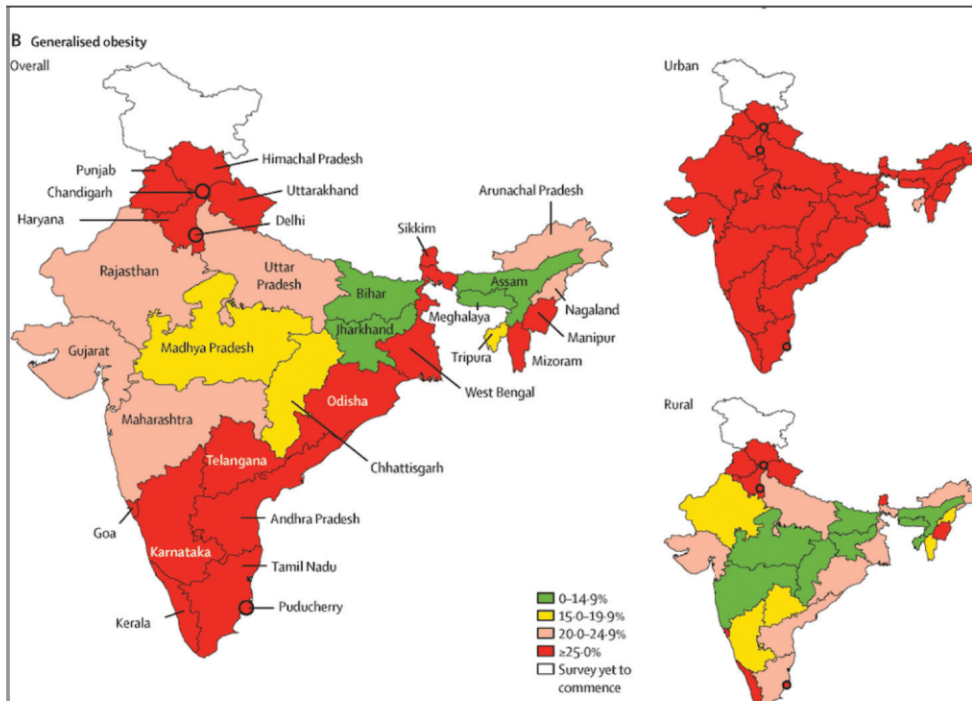 B Generalised obesity
Overall
Urban
Punjab
Himachal Pradesh
Chandigarh
Uttarakhand
Haryana
Delhi
Arunachal Pradesh
Sikkim
Rajasthan
Uttar
Pradesh
Bihar
Assam
Meghalaya
Nagaland
Jharkhand
Manipur
Gujarat
Madhya Pradesh
Tripura
Mizoram
West Bengal
Odisha
Rural
Maharashtra
Telangana
Chhattisgarh
Goa
Andhra Pradesh
Karnataka
Tamil Nadu
Kerala
Puducherry
0–14·9%
15·0–19·9%
20·0–24·9%
≥25·0%
Survey yet to
commence